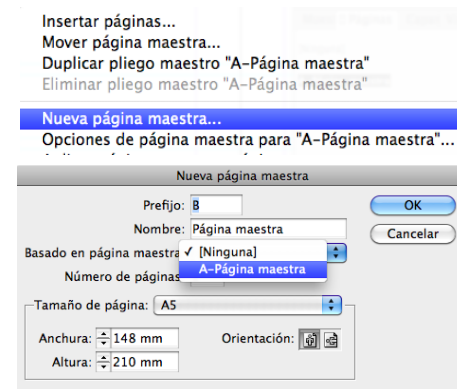 Insertar páginas...
Mover página maestra...
Duplicar pliego maestro "A-Página maestra"
Eliminar pliego maestro "A-Página maestra"
Nueva página maestra...
Opciones de página maestra para "A-Página maestra"...
Nueva página maestra
Prefijo: B
OK
Nombre: Página maestra
Cancelar
Basado en página maestra ✓ [Ninguna]
A-Página maestra
Número de páginas
Tamaño de página: A5
Anchura: 148 mm
Orientación:
Altura: 210 mm